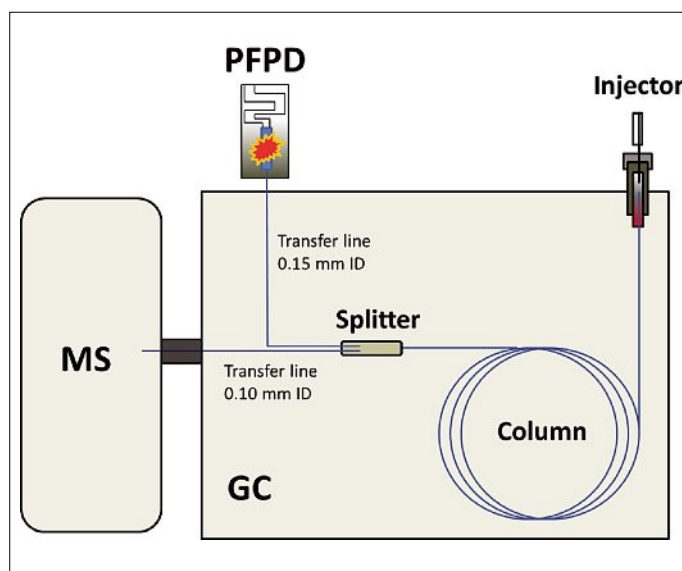 PFPD
Injector
Transfer line
0.15 mm ID
Splitter
MS
Transfer line
0.10 mm ID
Column
GC